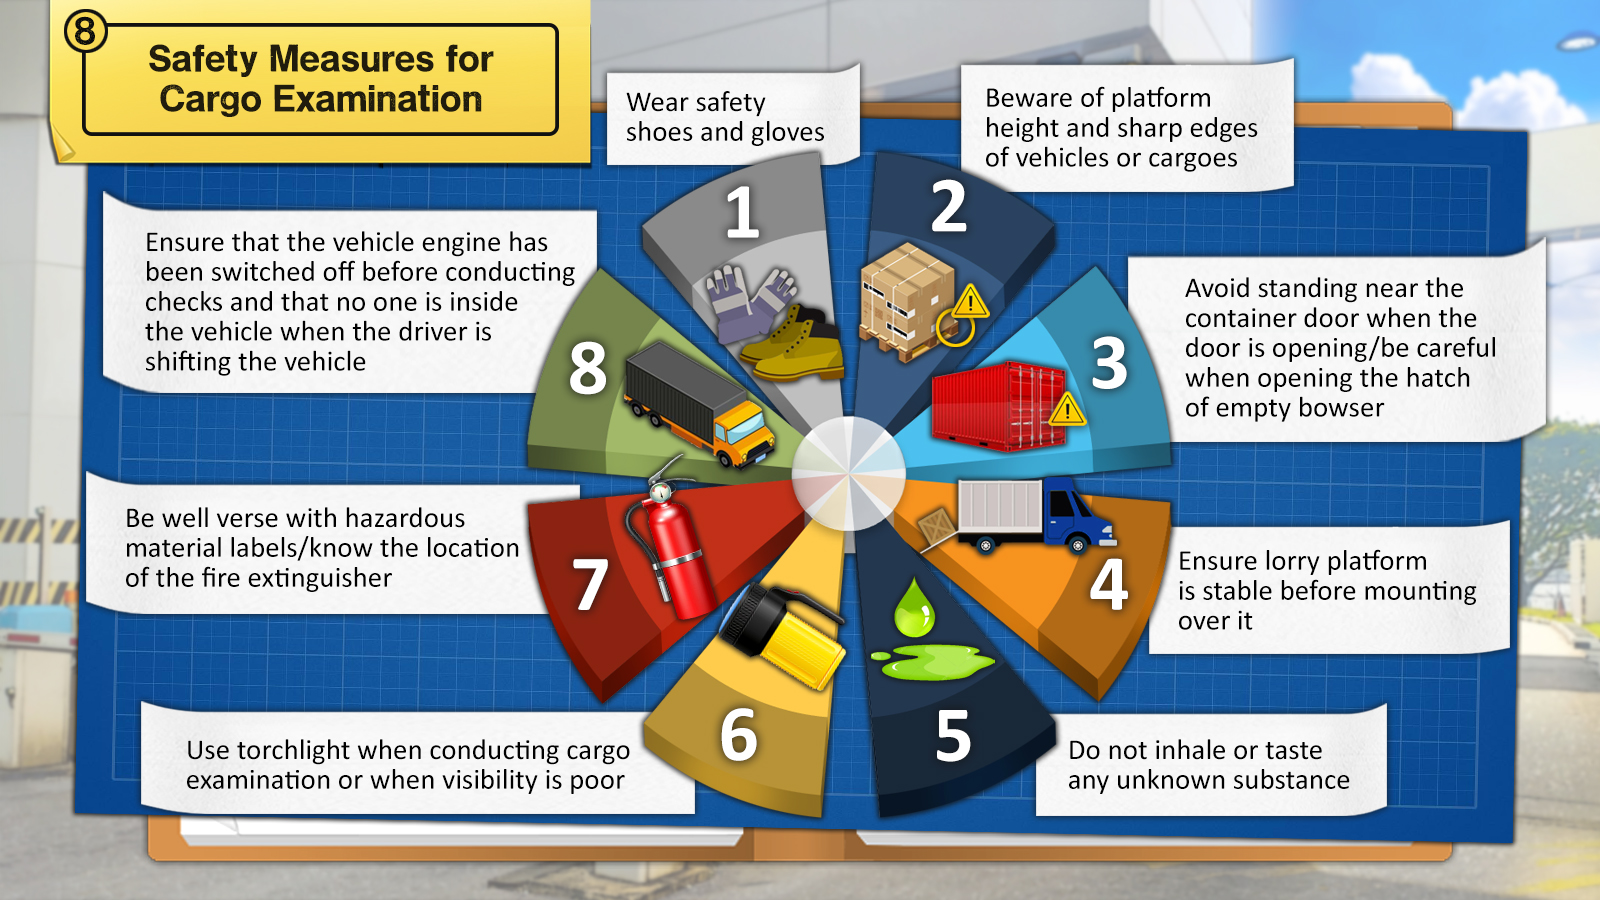 8
Safety Measures for
Cargo Examination
1
Wear safety
shoes and gloves
2
Beware of platform
height and sharp edges
of vehicles or cargoes
3
Avoid standing near the
container door when the
door is opening/be careful
when opening the hatch
of empty bowser
4
Ensure lorry platform
is stable before mounting
over it
5
Do not inhale or taste
any unknown substance
6
Use torchlight when conducting cargo
examination or when visibility is poor
7
Be well verse with hazardous
material labels/know the location
of the fire extinguisher
8
Ensure that the vehicle engine has
been switched off before conducting
checks and that no one is inside
the vehicle when the driver is
shifting the vehicle